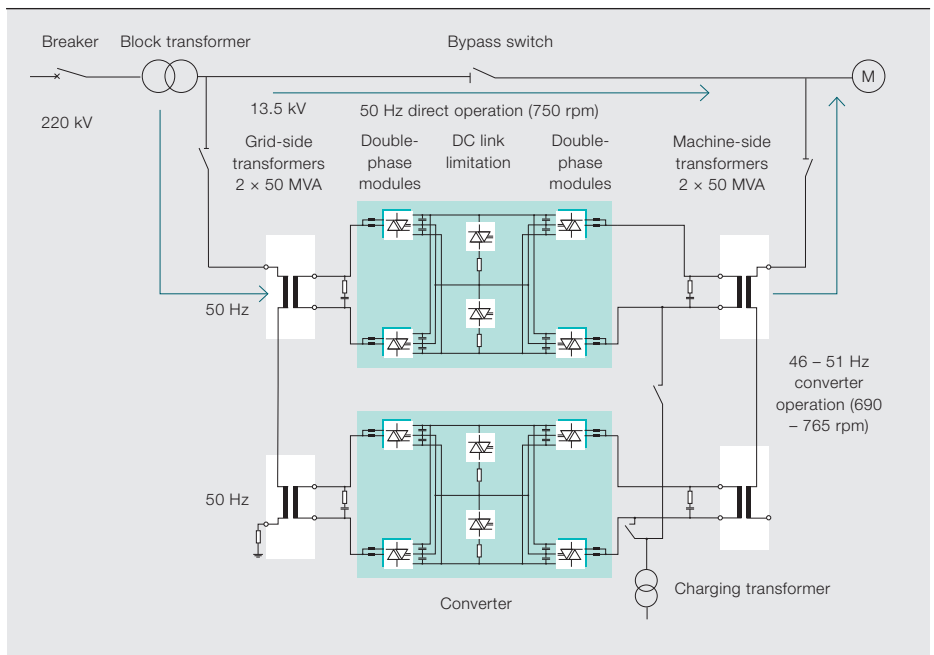 Breaker
Block transformer
Bypass switch
M
220 kV
13.5 kV
50 Hz direct operation (750 rpm)
Grid-side
transformers
2 × 50 MVA
Double-
phase
modules
DC link
limitation
Double-
phase
modules
Machine-side
transformers
2 × 50 MVA
50 Hz
46 – 51 Hz
converter
operation (690
– 765 rpm)
50 Hz
Converter
Charging transformer